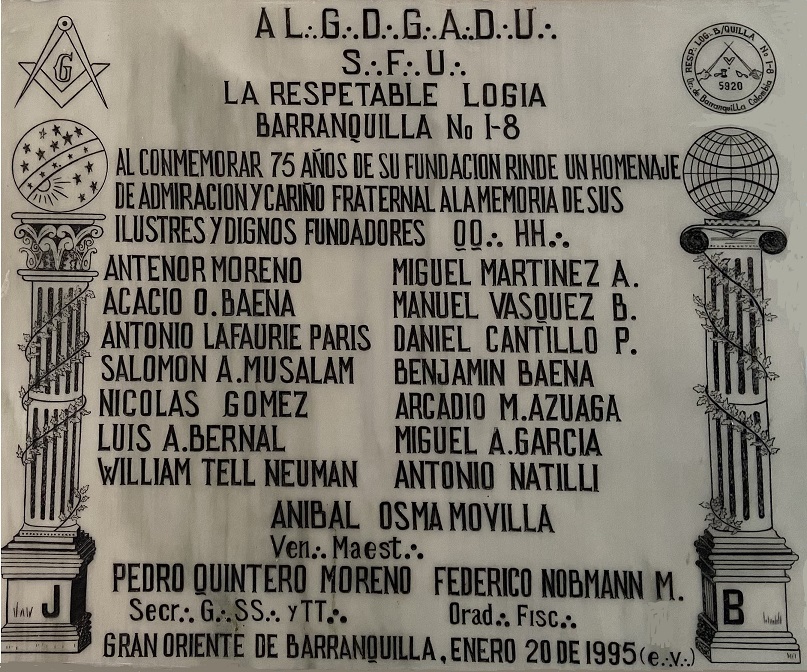 A L∴G∴D∴G∴A∴D∴U∴
S∴F∴U∴
LA RESPETABLE LOGIA
BARRANQUILLA No I-8
AL CONMEMORAR 75 AÑOS DE SU FUNDACION RINDE UN HOMENAJE
DE ADMIRACION Y CARIÑO FRATERNAL A LA MEMORIA DE SUS
ILUSTRES Y DIGNOS FUNDADORES QQ∴ HH∴
ANTENOR MORENO MIGUEL MARTINEZ A.
ACACIO O. BAENA MANUEL VASQUEZ B.
ANTONIO LAFAURIE PARIS DANIEL CANTILLO P.
SALOMON A. MUSALAM BENJAMIN BAENA
NICOLAS GOMEZ ARCADIO M. AZUAGA
LUIS A. BERNAL MIGUEL A. GARCIA
WILLIAM TELL NEUMAN ANTONIO NATILLI
ANIBAL OSMA MOVILLA
Ven∴ Maest∴
PEDRO QUINTERO MORENO FEDERICO NOBMANN M.
Secr∴ G∴ SS∴ y TT∴ Orad∴ Fisc∴
GRAN ORIENTE DE BARRANQUILLA, ENERO 20 DE 1995 (e∴v∴)
G
RESP∴ LOG∴ B/QUILLA No I-8
5920
de Barranquilla Colombia
J
B